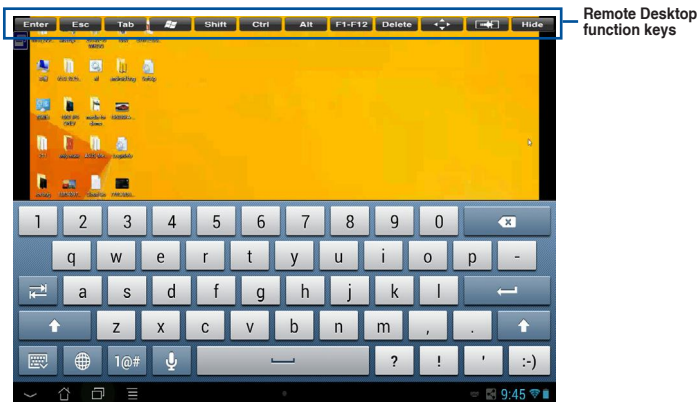 Remote Desktop
function keys
Enter Esc Tab Shift Ctrl Alt F1-F12 Delete Hide
1 2 3 4 5 6 7 8 9 0
q w e r t y u i o p -
a s d f g h j k l
z x c v b n m , .
1@# ? ! ' :-)
9:45